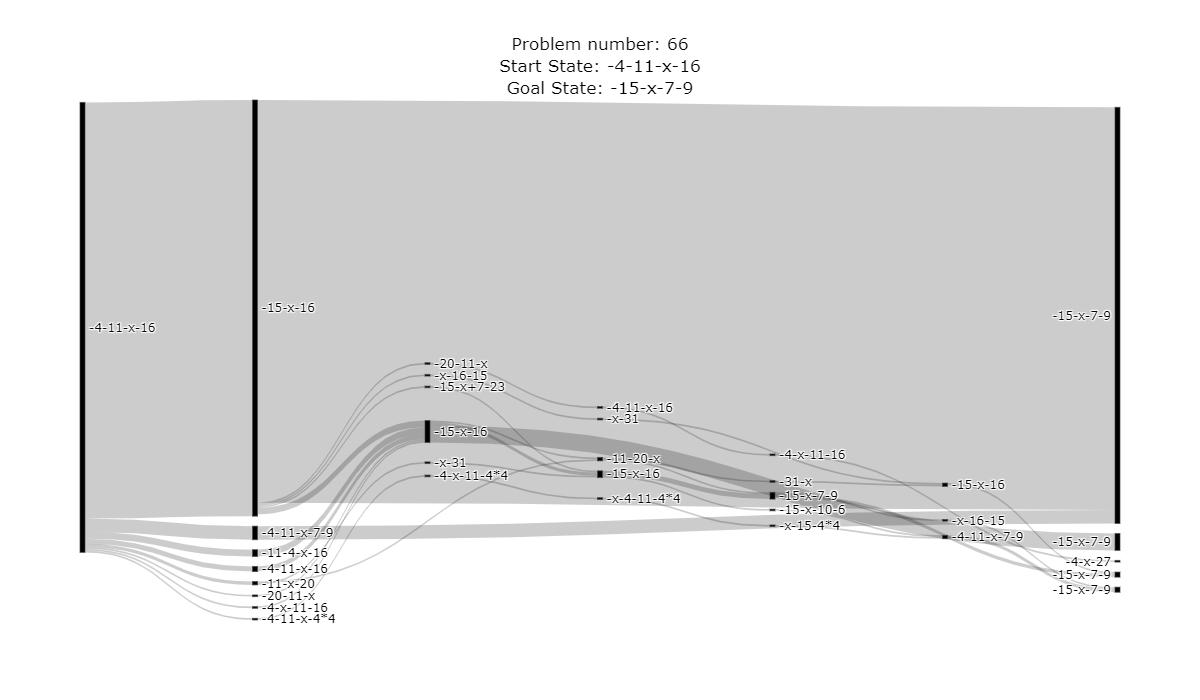 Problem number: 66
Start State: -4-11-x-16
Goal State: -15-x-7-9
-4-11-x-16
-15-x-16
-4-11-x-7-9
-11-4-x-16
-4-11-x-16
-11-x-20
-20-11-x
-4-x-11-16
-4-11-x-4*4
-20-11-x
-x-16-15
-15-x+7-23
-15-x-16
-x-31
-4-x-11-4*4
-4-11-x-16
-x-31
-11-20-x
-15-x-16
-x-4-11-4*4
-4-x-11-16
-31-x
-15-x-7-9
-15-x-10-6
-x-15-4*4
-15-x-16
-x-16-15
-4-11-x-7-9
-15-x-7-9
-15-x-7-9
-4-x-27
-15-x-7-9
-15-x-7-9